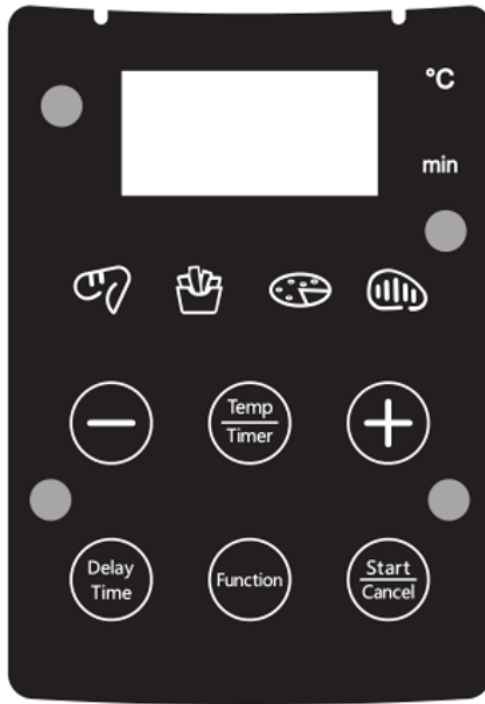 °C
min
Temp
Timer
Delay
Time
Function
Start
Cancel